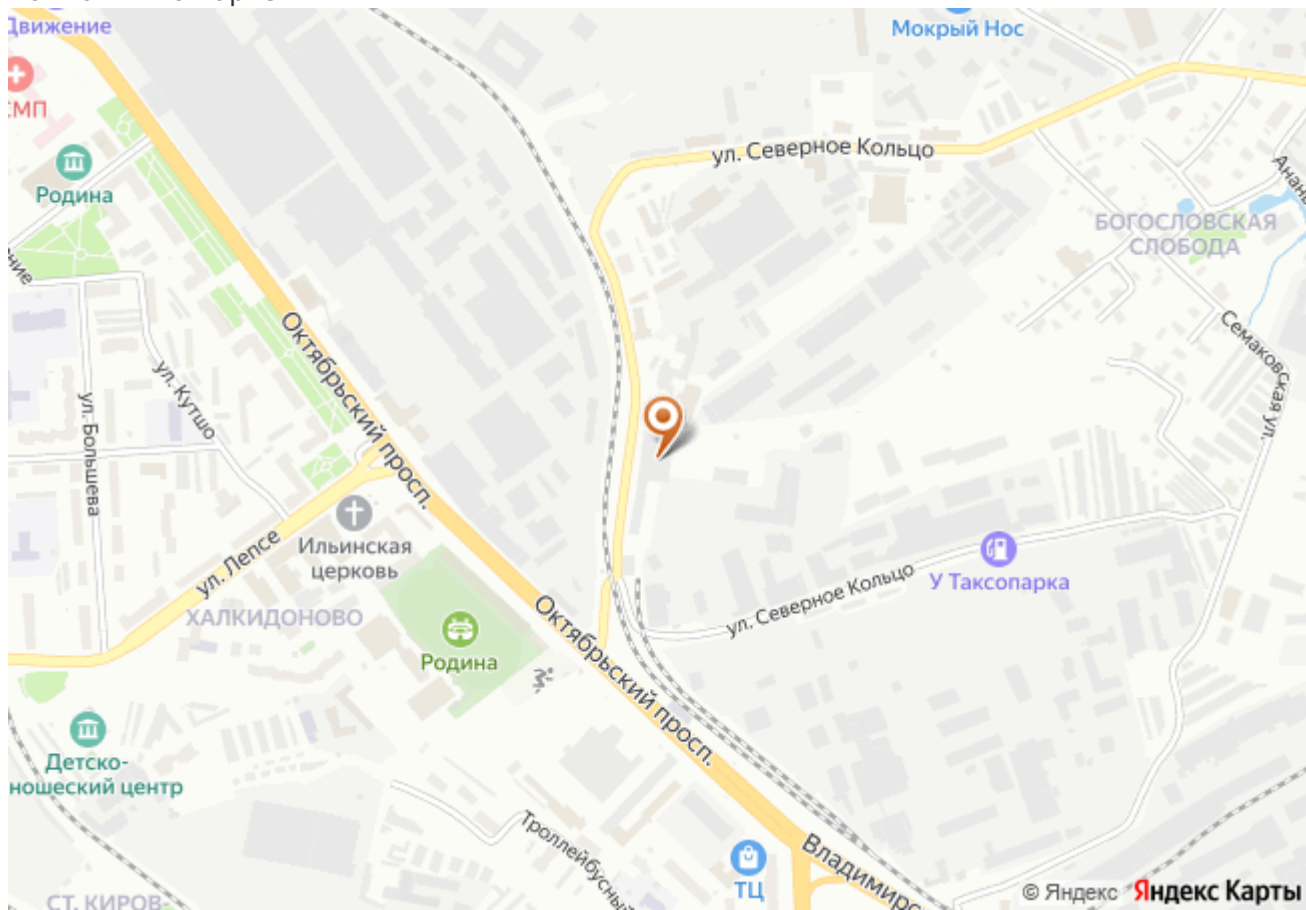 Движение
Мокрый Нос
СМП
ул. Северное Кольцо
Родина
БОГОСЛОВСКАЯ
СЛОБОДА
Октябрьский просп.
ул. Кутшо
Семаковская ул.
ул. Большева
Ильинская
церковь
ул. Лепсе
У Таксопарка
ул. Северное Кольцо
ХАЛКИДОНОВО
Родина
Октябрьский просп.
Детско-
ношеский центр
Троллейбусный
ТЦ
Владимирс
СТ. КИРОВ-
© Яндекс Яндекс Карты